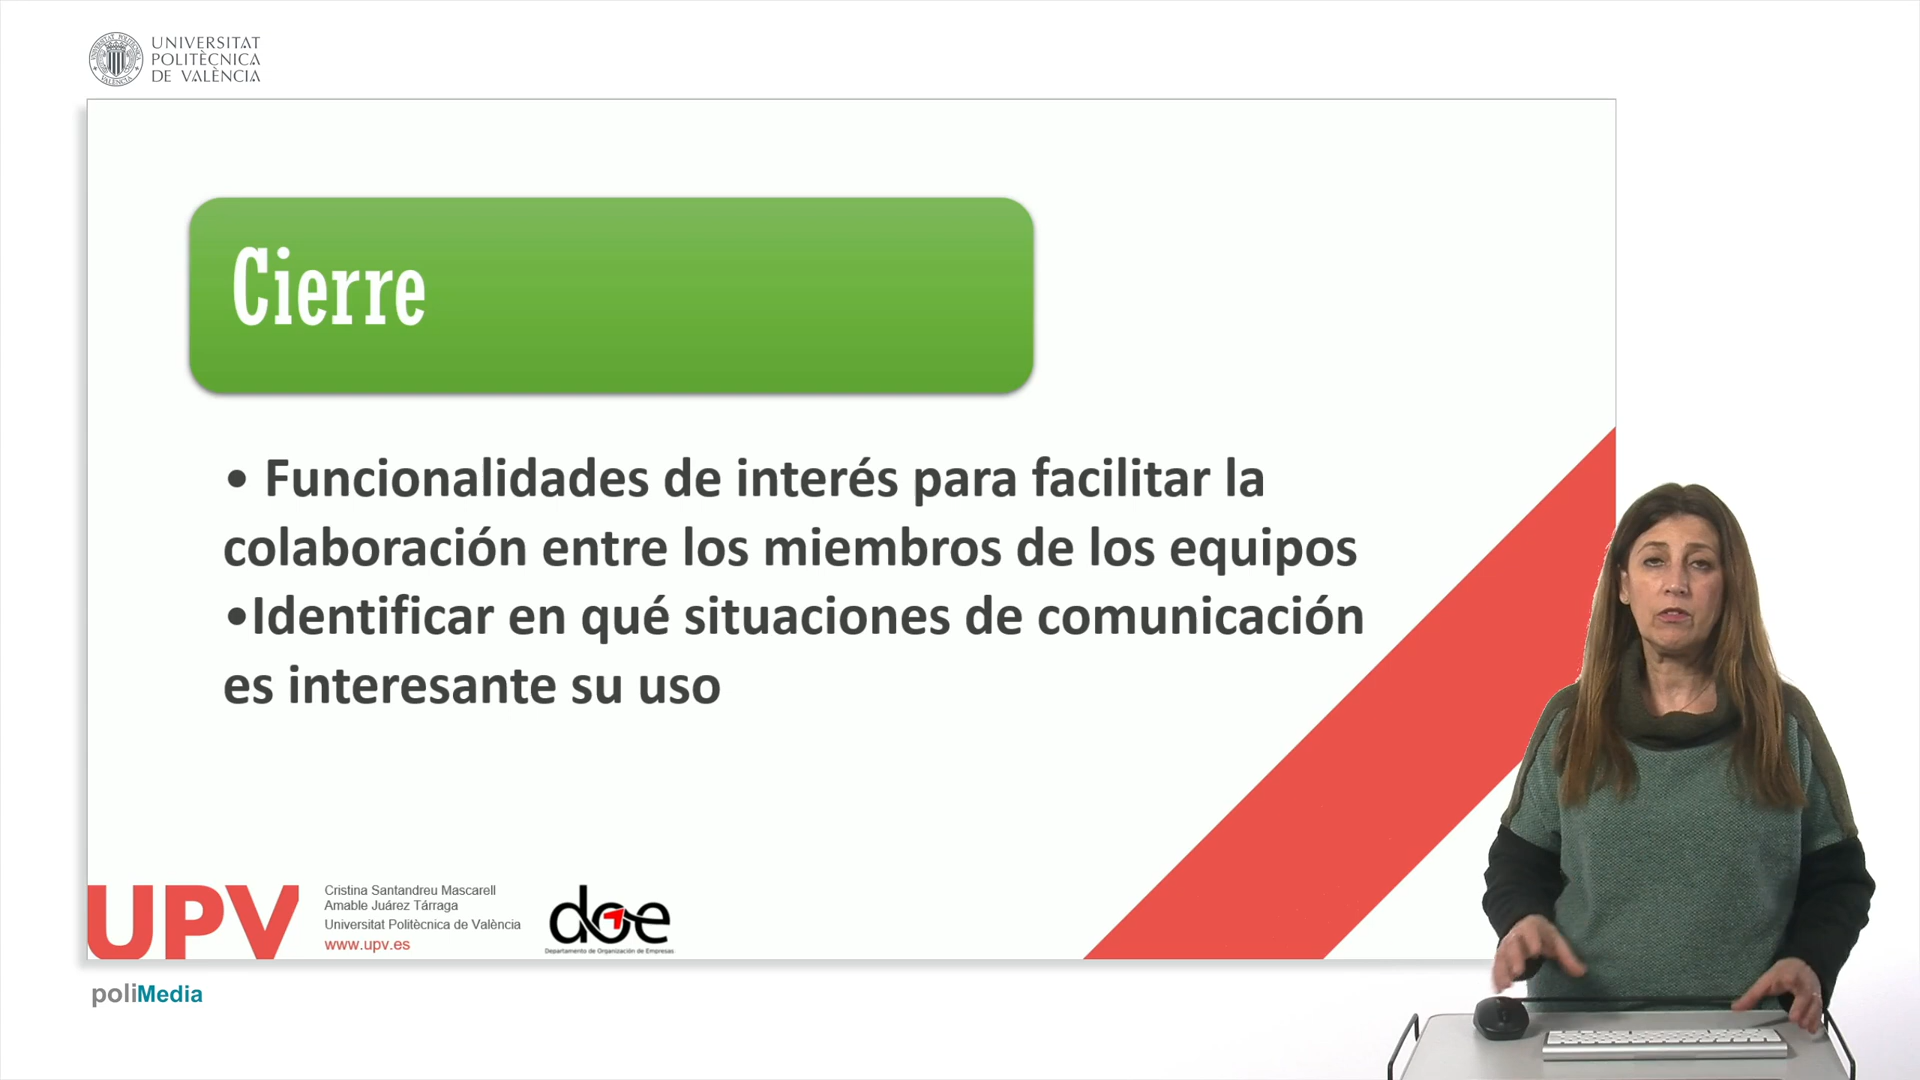 UNIVERSITAT
POLITÈCNICA
DE VALÈNCIA
Cierre
• Funcionalidades de interés para facilitar la
colaboración entre los miembros de los equipos
•Identificar en qué situaciones de comunicación
es interesante su uso
UPV
Cristina Santandreu Mascarell
Amable Juárez Tárraga
Universitat Politècnica de València
www.upv.es
doe
Departamento de Organización de Empresas
poliMedia